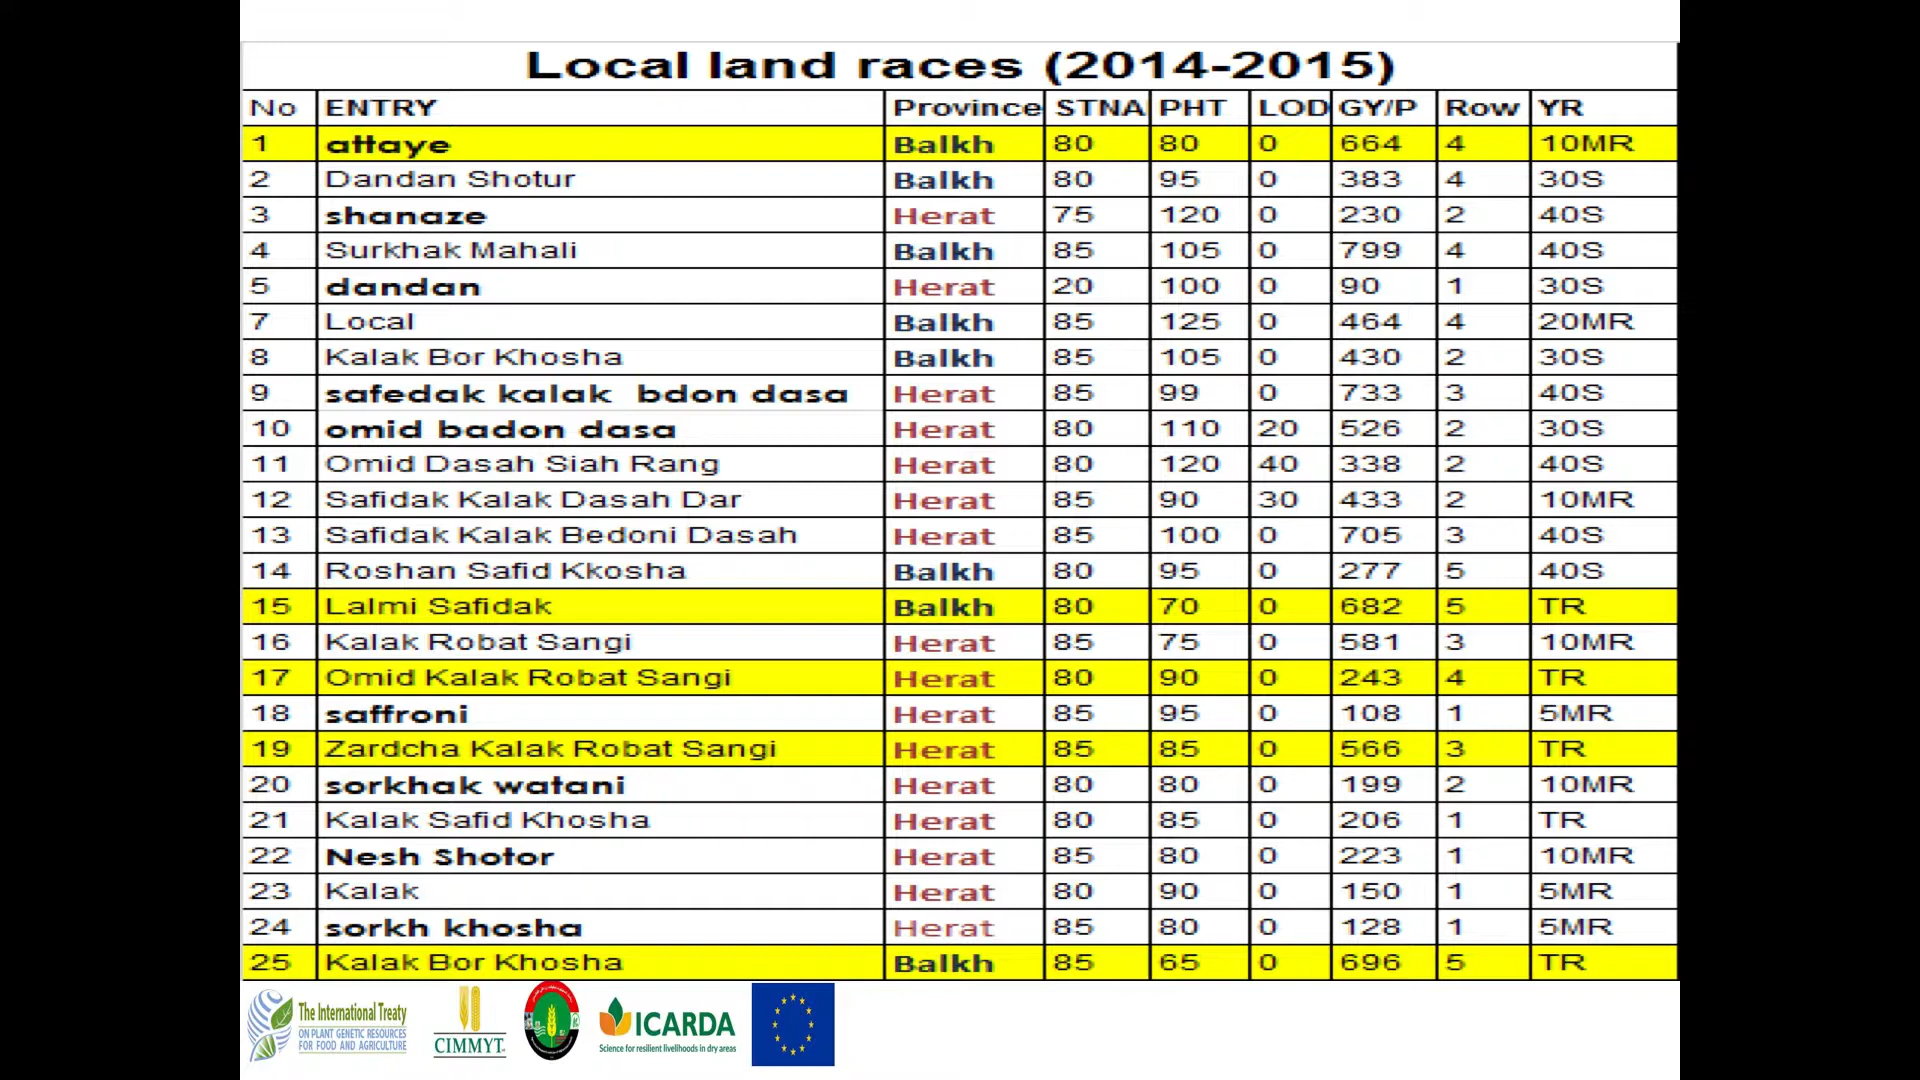 Local land races (2014-2015)
No ENTRY Province STNA PHT LOD GY/P Row YR
1 attaye Balkh 80 80 0 664 4 10MR
2 Dandan Shotur Balkh 80 95 0 383 4 30S
3 shanaze Herat 75 120 0 230 2 40S
4 Surkhak Mahali Balkh 85 105 0 799 4 40S
5 dandan Herat 20 100 0 90 1 30S
7 Local Balkh 85 125 0 464 4 20MR
8 Kalak Bor Khosha Balkh 85 105 0 430 2 30S
9 safedak kalak bdon dasa Herat 85 99 0 733 3 40S
10 omid badon dasa Herat 80 110 20 526 2 30S
11 Omid Dasah Siah Rang Herat 80 120 40 338 2 40S
12 Safidak Kalak Dasah Dar Herat 85 90 30 433 2 10MR
13 Safidak Kalak Bedoni Dasah Herat 85 100 0 705 3 40S
14 Roshan Safid Kkosha Balkh 80 95 0 277 5 40S
15 Lalmi Safidak Balkh 80 70 0 682 5 TR
16 Kalak Robat Sangi Herat 85 75 0 581 3 10MR
17 Omid Kalak Robat Sangi Herat 80 90 0 243 4 TR
18 saffroni Herat 85 95 0 108 1 5MR
19 Zardcha Kalak Robat Sangi Herat 85 85 0 566 3 TR
20 sorkhak watani Herat 80 80 0 199 2 10MR
21 Kalak Safid Khosha Herat 80 85 0 206 1 TR
22 Nesh Shotor Herat 85 80 0 223 1 10MR
23 Kalak Herat 80 90 0 150 1 5MR
24 sorkh khosha Herat 85 80 0 128 1 5MR
25 Kalak Bor Khosha Balkh 85 65 0 696 5 TR
The International Treaty
ON PLANT GENETIC RESOURCES
FOR FOOD AND AGRICULTURE
CIMMYT
ICARDA
Science for resilient livelihoods in dry areas